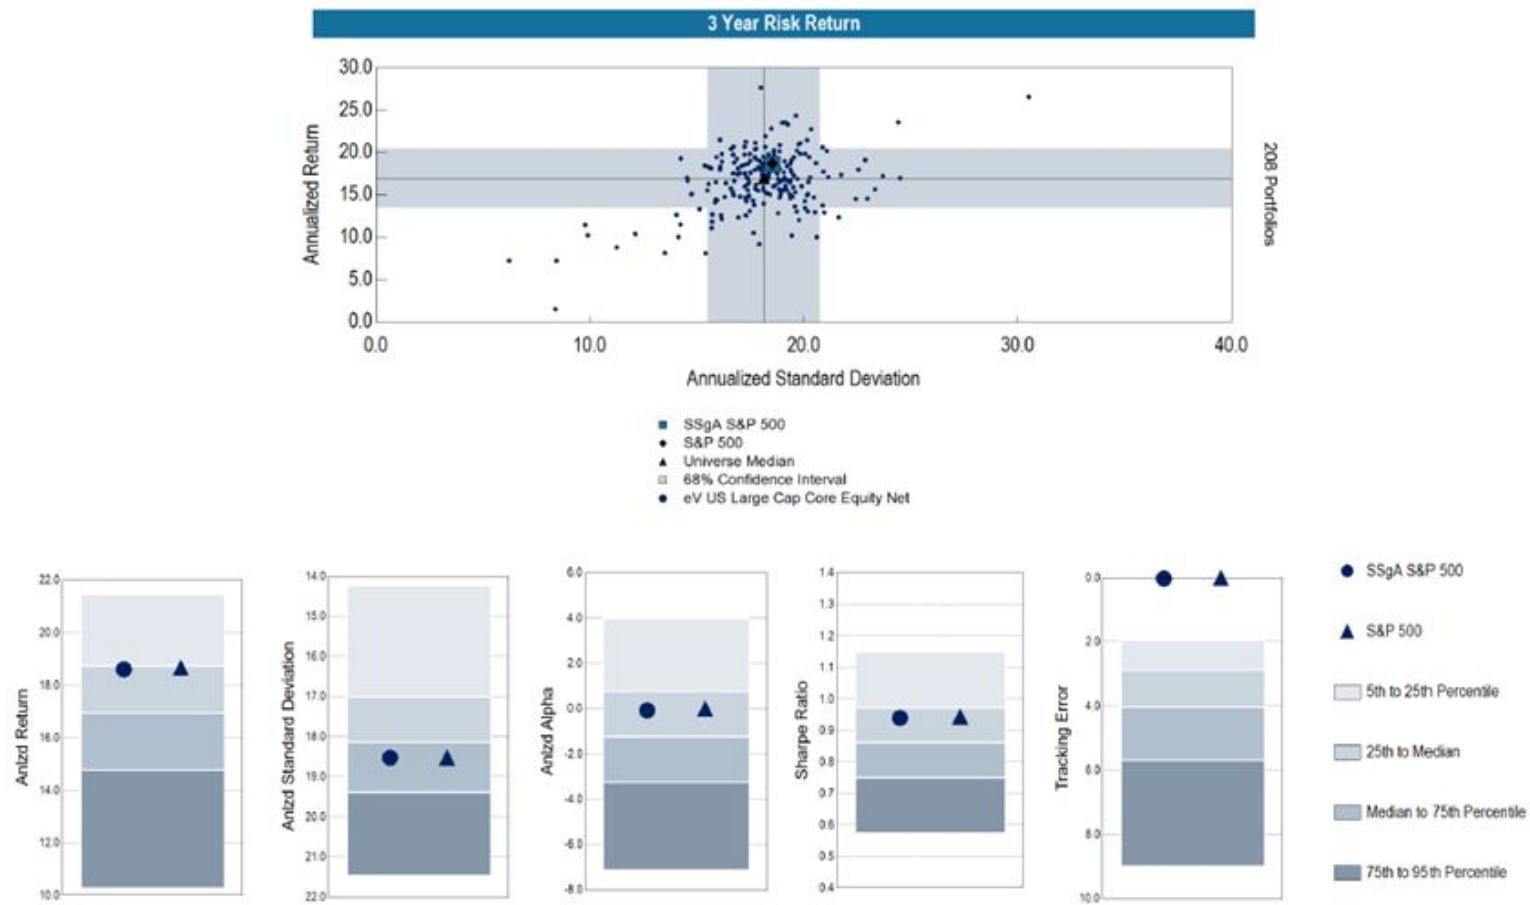 3 Year Risk Return
30.0
25.0
20.0
15.0
10.0
5.0
0.0
Annualized Return
208 Portfolios
0.0 10.0 20.0 30.0 40.0
Annualized Standard Deviation
SSgA S&P 500
S&P 500
Universe Median
68% Confidence Interval
eV US Large Cap Core Equity Net
22.0
20.0
18.0
16.0
14.0
12.0
10.0
Anlzd Return
14.0
15.0
16.0
17.0
18.0
19.0
20.0
21.0
22.0
Anlzd Standard Deviation
6.0
4.0
2.0
0.0
-2.0
-4.0
-6.0
-8.0
Anlzd Alpha
1.4
1.3
1.2
1.1
1.0
0.9
0.8
0.7
0.6
0.5
0.4
Sharpe Ratio
0.0
2.0
4.0
6.0
8.0
10.0
Tracking Error
SSgA S&P 500
S&P 500
5th to 25th Percentile
25th to Median
Median to 75th Percentile
75th to 95th Percentile